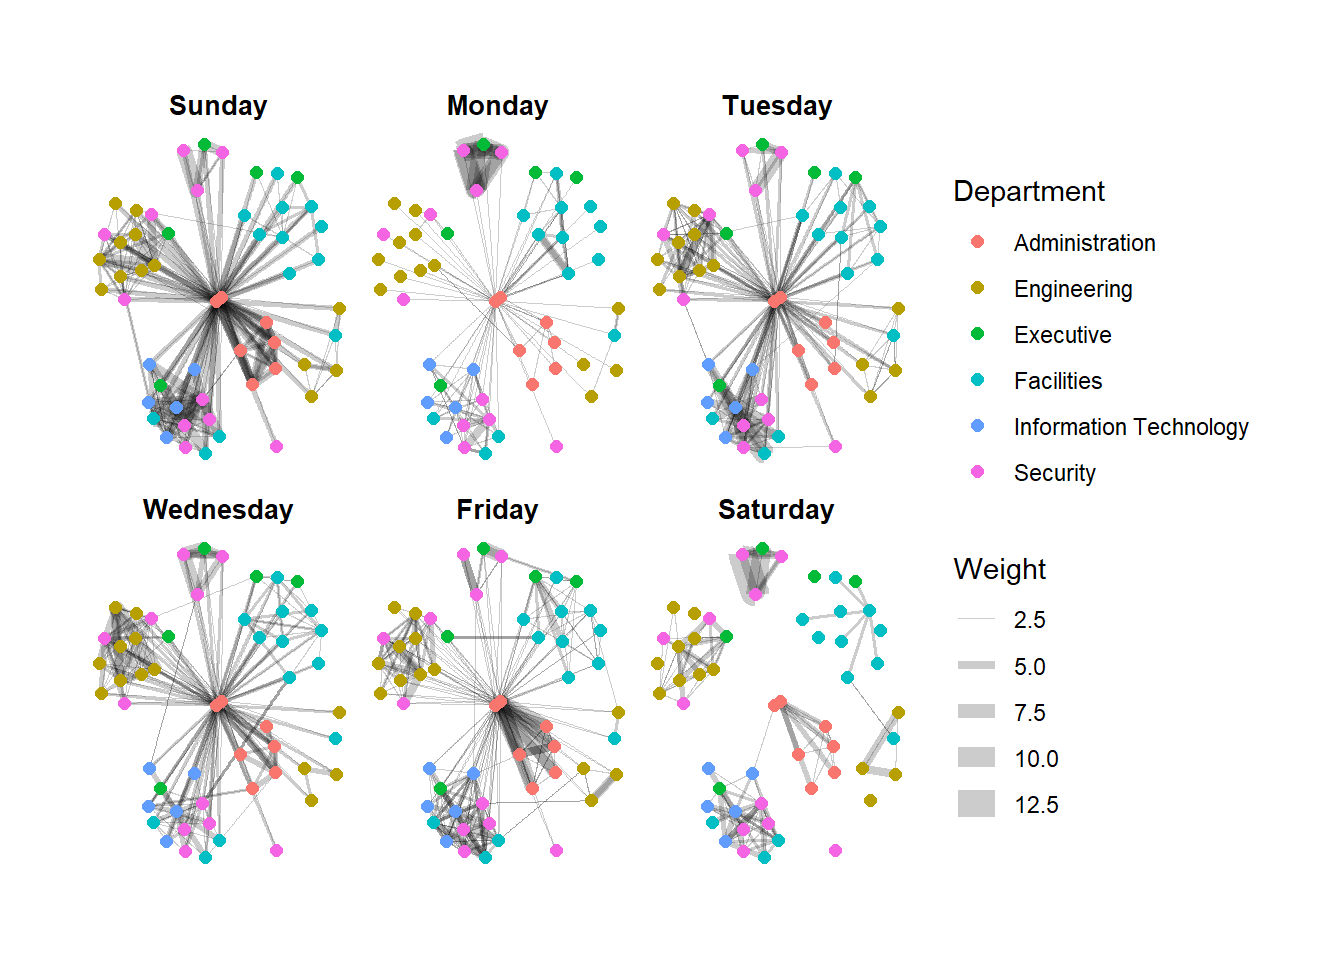 Sunday
Monday
Tuesday
Wednesday
Friday
Saturday
Department
Administration
Engineering
Executive
Facilities
Information Technology
Security
Weight
2.5
5.0
7.5
10.0
12.5